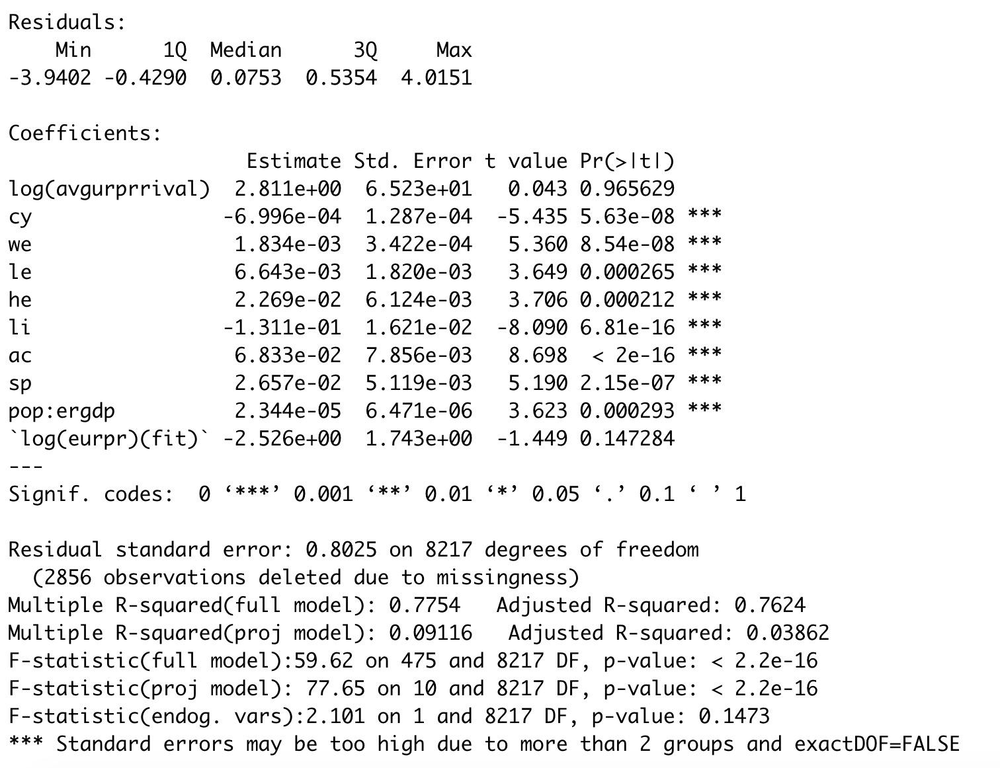 Residuals:
    Min      1Q  Median      3Q     Max
-3.9402 -0.4290  0.0753  0.5354  4.0151

Coefficients:
                    Estimate Std. Error t value Pr(>|t|)
log(avgurprrival)  2.811e+00  6.523e+01   0.043 0.965629
cy                -6.996e-04  1.287e-04  -5.435 5.63e-08 ***
we                 1.834e-03  3.422e-04   5.360 8.54e-08 ***
le                 6.643e-03  1.820e-03   3.649 0.000265 ***
he                 2.269e-02  6.124e-03   3.706 0.000212 ***
li                -1.311e-01  1.621e-02  -8.090 6.81e-16 ***
ac                 6.833e-02  7.856e-03   8.698  < 2e-16 ***
sp                 2.657e-02  5.119e-03   5.190 2.15e-07 ***
pop:ergdp          2.344e-05  6.471e-06   3.623 0.000293 ***
`log(eurpr)(fit)` -2.526e+00  1.743e+00  -1.449 0.147284
---
Signif. codes:  0 ‘***’ 0.001 ‘**’ 0.01 ‘*’ 0.05 ‘.’ 0.1 ‘ ’ 1

Residual standard error: 0.8025 on 8217 degrees of freedom
  (2856 observations deleted due to missingness)
Multiple R-squared(full model): 0.7754   Adjusted R-squared: 0.7624
Multiple R-squared(proj model): 0.09116   Adjusted R-squared: 0.03862
F-statistic(full model):59.62 on 475 and 8217 DF, p-value: < 2.2e-16
F-statistic(proj model): 77.65 on 10 and 8217 DF, p-value: < 2.2e-16
F-statistic(endog. vars):2.101 on 1 and 8217 DF, p-value: 0.1473
*** Standard errors may be too high due to more than 2 groups and exactDOF=FALSE